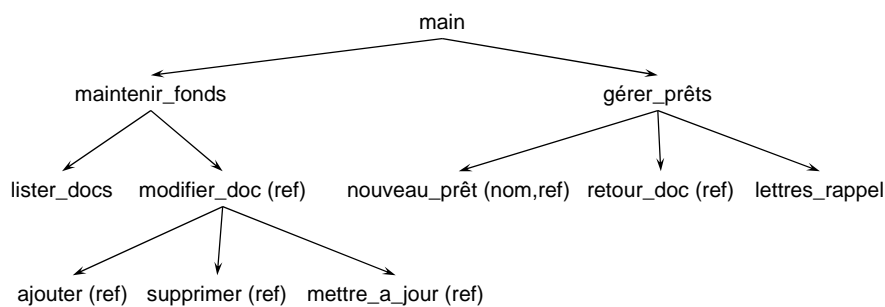 main
maintenir_fonds
gérer_prêts
lister_docs
modifier_doc (ref)
nouveau_prêt (nom,ref)
retour_doc (ref)
lettres_rappel
ajouter (ref)
supprimer (ref)
mettre_a_jour (ref)